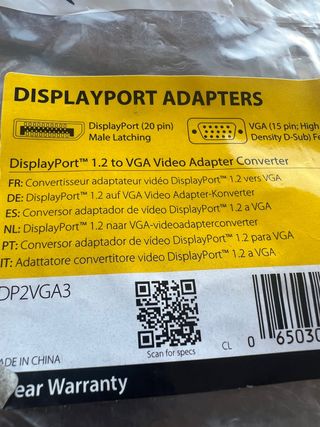 DISPLAYPORT ADAPTERS
DisplayPort (20 pin)
Male Latching
VGA (15 pin; High
Density D-Sub) Fe
DisplayPort™ 1.2 to VGA Video Adapter Converter
FR: Convertisseur adaptateur vidéo DisplayPort™ 1.2 vers VGA
DE: DisplayPort™ 1.2 auf VGA Video Adapter-Konverter
ES: Conversor adaptador de vídeo DisplayPort™ 1.2 a VGA
NL: DisplayPort™ 1.2 naar VGA-videoadapterconverter
PT: Conversor adaptador de vídeo DisplayPort™ 1.2 para VGA
IT: Adattatore convertitore video DisplayPort™ 1.2 a VGA
DP2VGA3
Scan for specs
CL
0 65030
ADE IN CHINA
ear Warranty